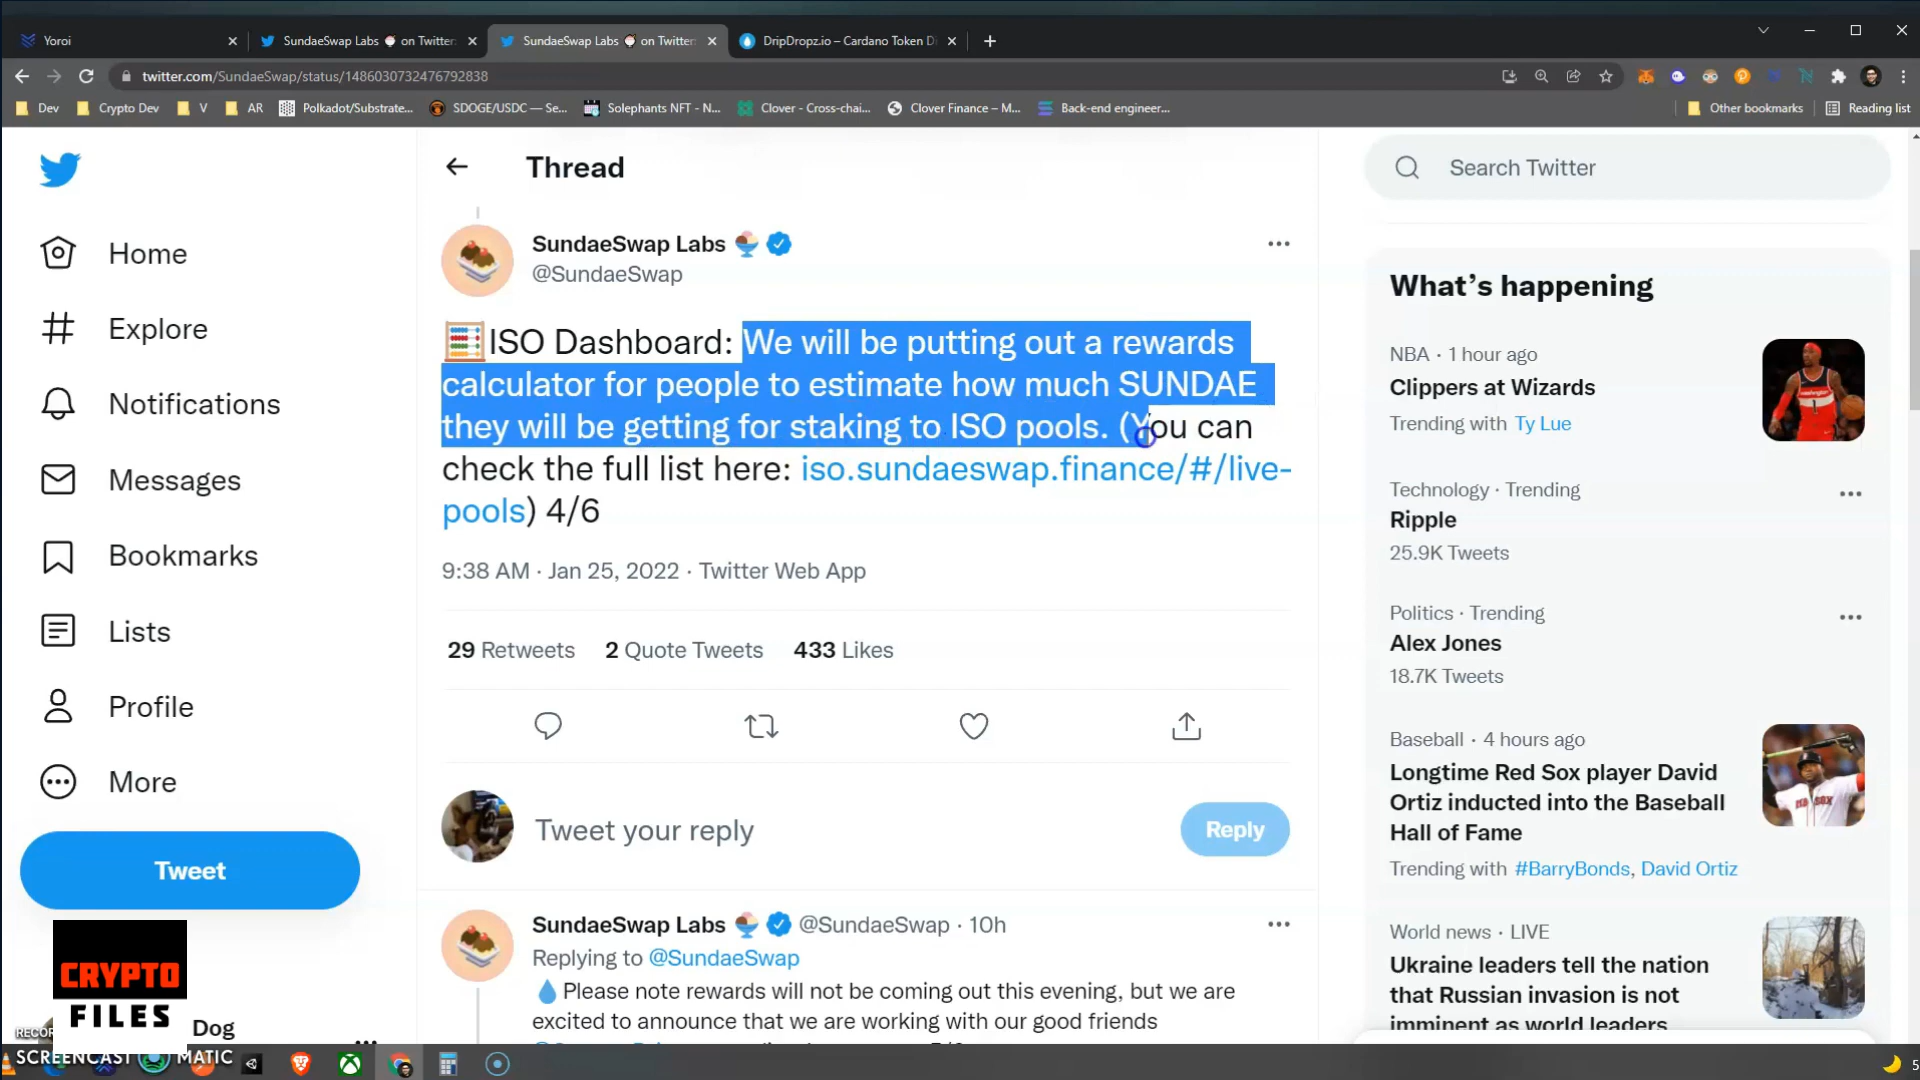 Yoroi
SundaeSwap Labs on Twitter
SundaeSwap Labs on Twitter
DripDropz.io – Cardano Token D
twitter.com/SundaeSwap/status/1486030732476792838
Dev
Crypto Dev
V
AR
Polkadot/Substrate...
SDOGE/USDC — Se...
Solephants NFT - N...
Clover - Cross-chai...
Clover Finance – M...
Back-end engineer...
Other bookmarks
Reading list
Home
Explore
Notifications
Messages
Bookmarks
Lists
Profile
More
Tweet
CRYPTO
FILES
Dog
SCREENCAST MATIC
Thread
SundaeSwap Labs
@SundaeSwap
ISO Dashboard: We will be putting out a rewards
calculator for people to estimate how much SUNDAE
they will be getting for staking to ISO pools. (You can
check the full list here: iso.sundaeswap.finance/#/live-
pools) 4/6
9:38 AM · Jan 25, 2022 · Twitter Web App
29 Retweets 2 Quote Tweets 433 Likes
Tweet your reply
Reply
SundaeSwap Labs @SundaeSwap · 10h
Replying to @SundaeSwap
Please note rewards will not be coming out this evening, but we are
excited to announce that we are working with our good friends
Search Twitter
What's happening
NBA · 1 hour ago
Clippers at Wizards
Trending with Ty Lue
Technology · Trending
Ripple
25.9K Tweets
Politics · Trending
Alex Jones
18.7K Tweets
Baseball · 4 hours ago
Longtime Red Sox player David
Ortiz inducted into the Baseball
Hall of Fame
Trending with #BarryBonds, David Ortiz
World news · LIVE
Ukraine leaders tell the nation
that Russian invasion is not
imminent as world leaders
5